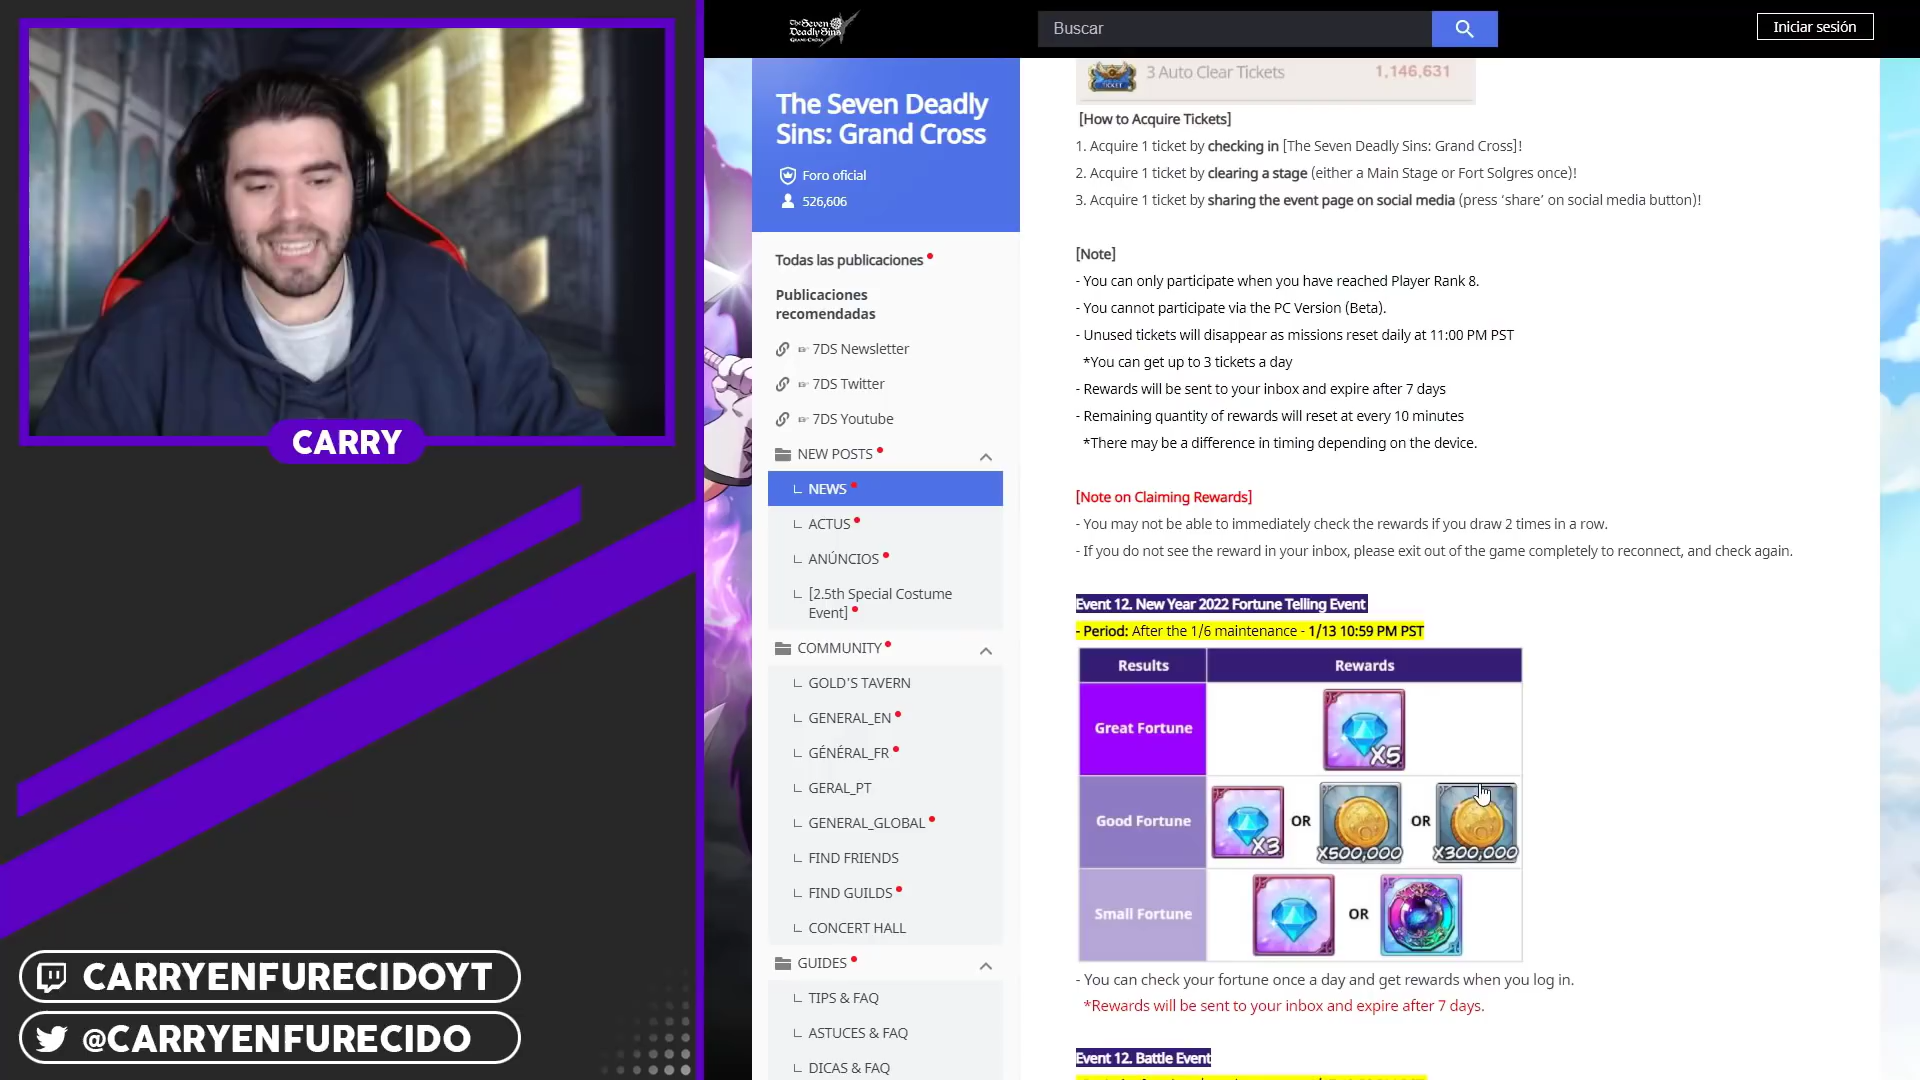 CARRY
CARRYENFURECIDOYT
@CARRYENFURECIDO
The Seven
Deadly Sins
GRAND CROSS
Buscar
Iniciar sesión
The Seven Deadly
Sins: Grand Cross
Foro oficial
526,606
Todas las publicaciones
Publicaciones
recomendadas
☞ 7DS Newsletter
☞ 7DS Twitter
☞ 7DS Youtube
NEW POSTS
NEWS
ACTUS
ANÚNCIOS
[2.5th Special Costume
Event]
COMMUNITY
GOLD'S TAVERN
GENERAL_EN
GÉNÉRAL_FR
GERAL_PT
GENERAL_GLOBAL
FIND FRIENDS
FIND GUILDS
CONCERT HALL
GUIDES
TIPS & FAQ
ASTUCES & FAQ
DICAS & FAQ
TICKET
3 Auto Clear Tickets 1,146,631
[How to Acquire Tickets]
1. Acquire 1 ticket by checking in [The Seven Deadly Sins: Grand Cross]!
2. Acquire 1 ticket by clearing a stage (either a Main Stage or Fort Solgres once)!
3. Acquire 1 ticket by sharing the event page on social media (press ‘share’ on social media button)!
[Note]
- You can only participate when you have reached Player Rank 8.
- You cannot participate via the PC Version (Beta).
- Unused tickets will disappear as missions reset daily at 11:00 PM PST
*You can get up to 3 tickets a day
- Rewards will be sent to your inbox and expire after 7 days
- Remaining quantity of rewards will reset at every 10 minutes
*There may be a difference in timing depending on the device.
[Note on Claiming Rewards]
- You may not be able to immediately check the rewards if you draw 2 times in a row.
- If you do not see the reward in your inbox, please exit out of the game completely to reconnect, and check again.
Event 12. New Year 2022 Fortune Telling Event
- Period: After the 1/6 maintenance - 1/13 10:59 PM PST
Results Rewards
Great Fortune X5
Good Fortune X3 OR X500,000 OR X300,000
Small Fortune OR
- You can check your fortune once a day and get rewards when you log in.
*Rewards will be sent to your inbox and expire after 7 days.
Event 12. Battle Event